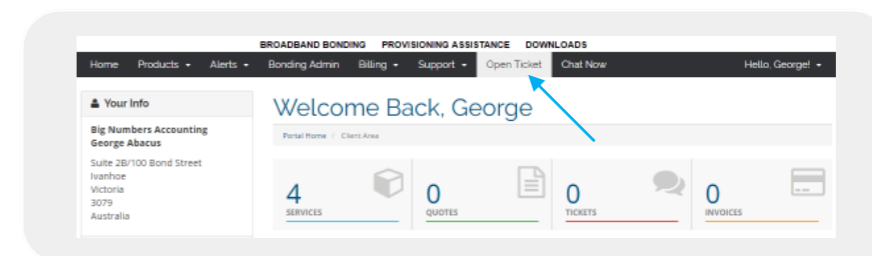 BROADBAND BONDING PROVISIONING ASSISTANCE DOWNLOADS
Home Products Alerts Bonding Admin Billing Support Open Ticket Chat Now Hello, George!
Your Info
Big Numbers Accounting
George Abacus
Suite 2B/100 Bond Street
Ivanhoe
Victoria
3079
Australia
Welcome Back, George
Portal Home / Client Area
4
SERVICES
0
QUOTES
0
TICKETS
0
INVOICES